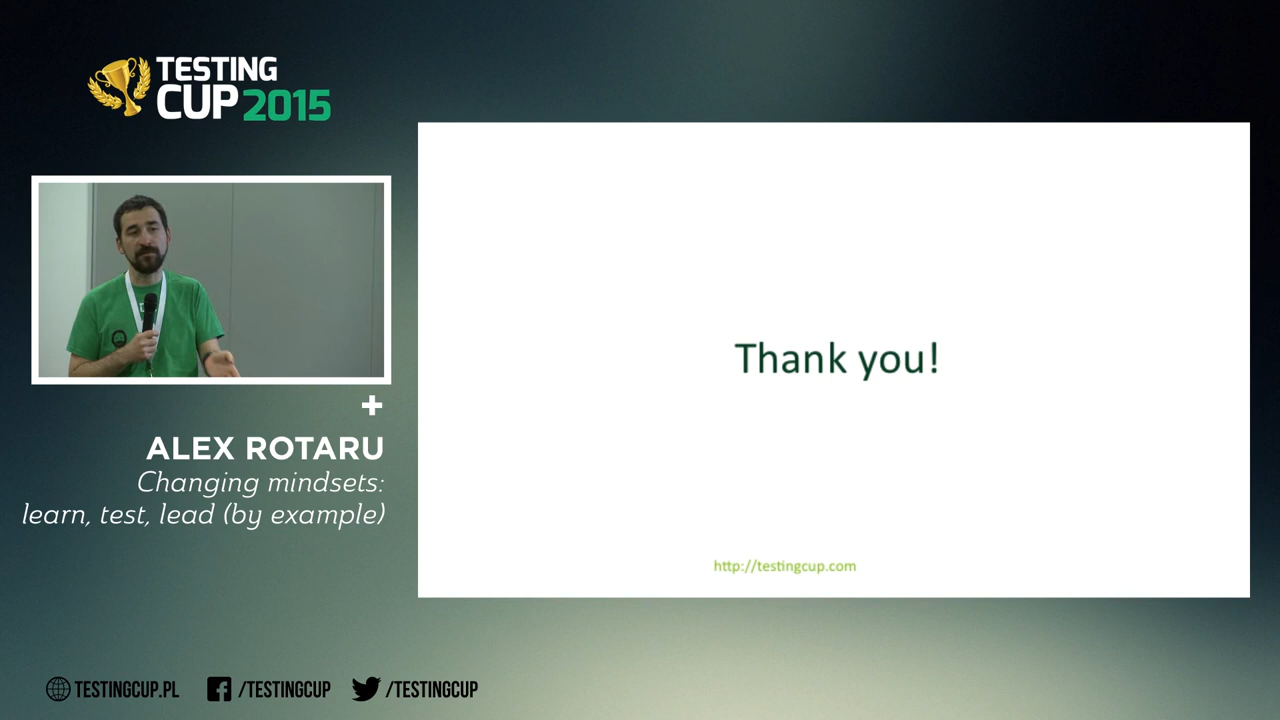 TESTING
CUP 2015
ALEX ROTARU
Changing mindsets:
learn, test, lead (by example)
Thank you!
http://testingcup.com
TESTINGCUP.PL /TESTINGCUP /TESTINGCUP